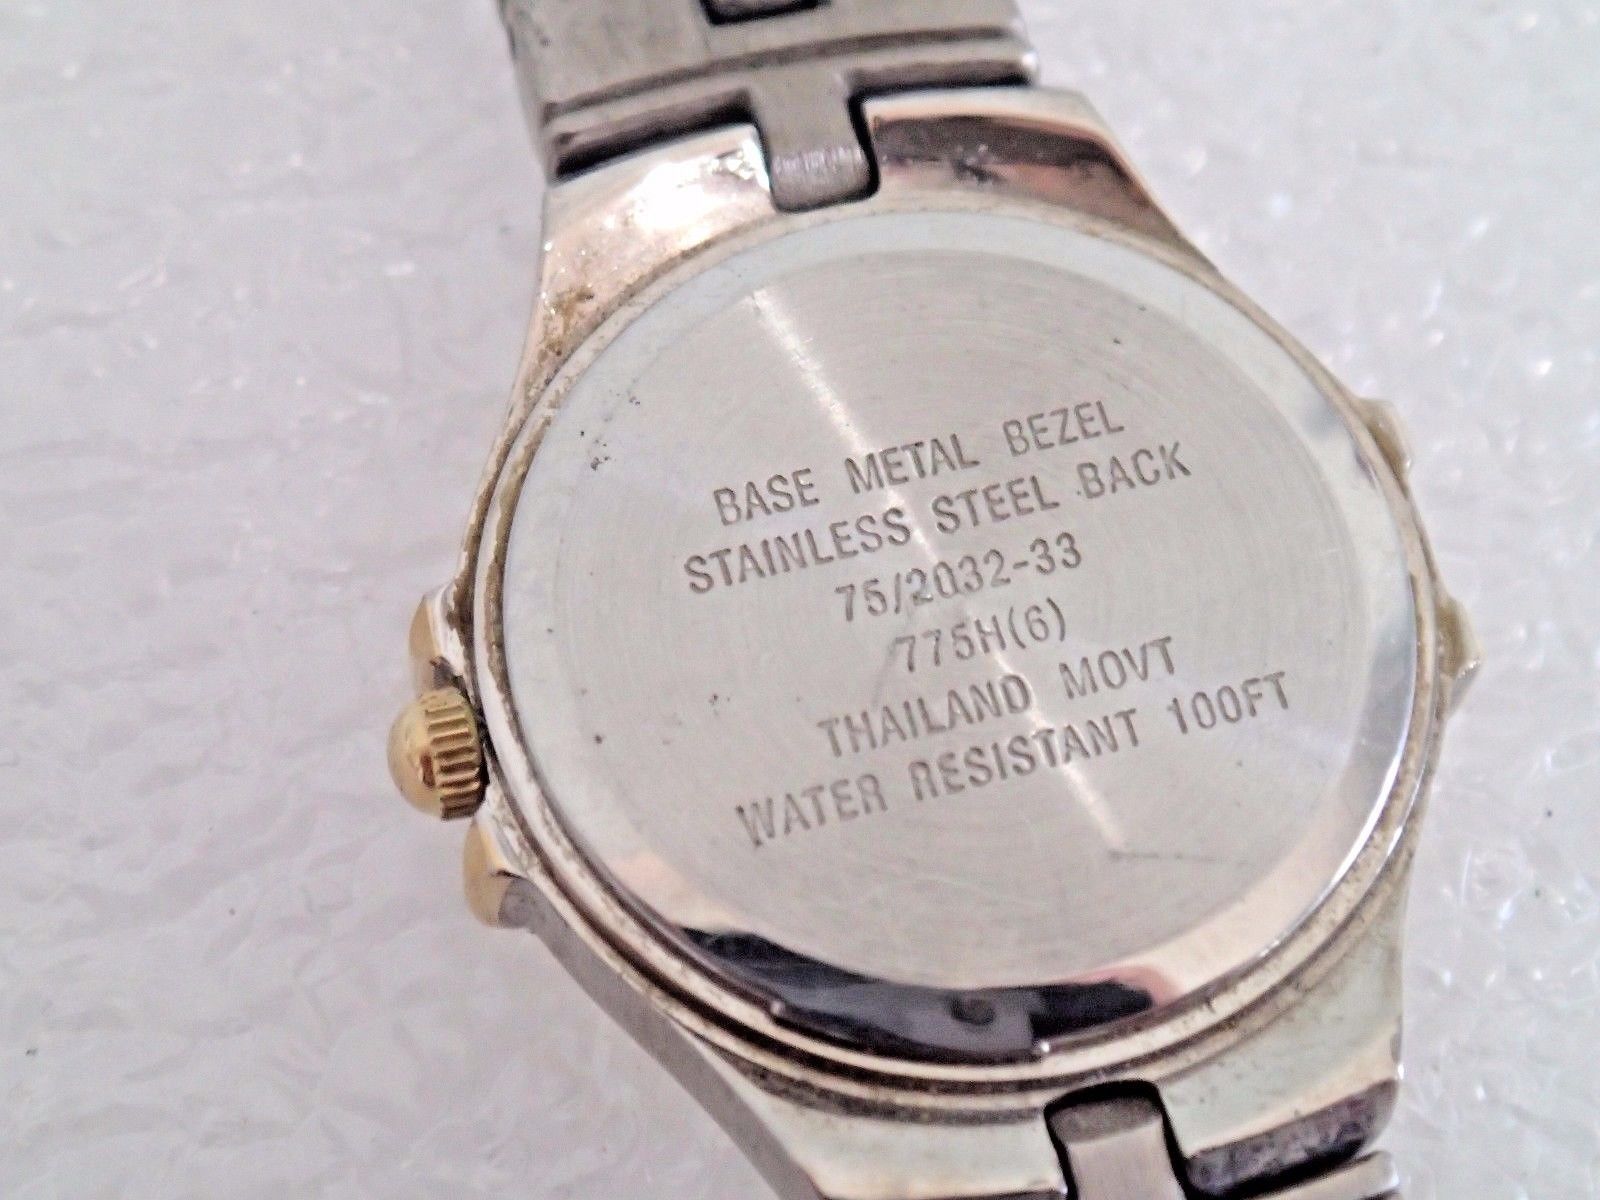 BASE METAL BEZEL
STAINLESS STEEL BACK
75/2032-33
775H(6)
THAILAND MOVT
WATER RESISTANT 100FT